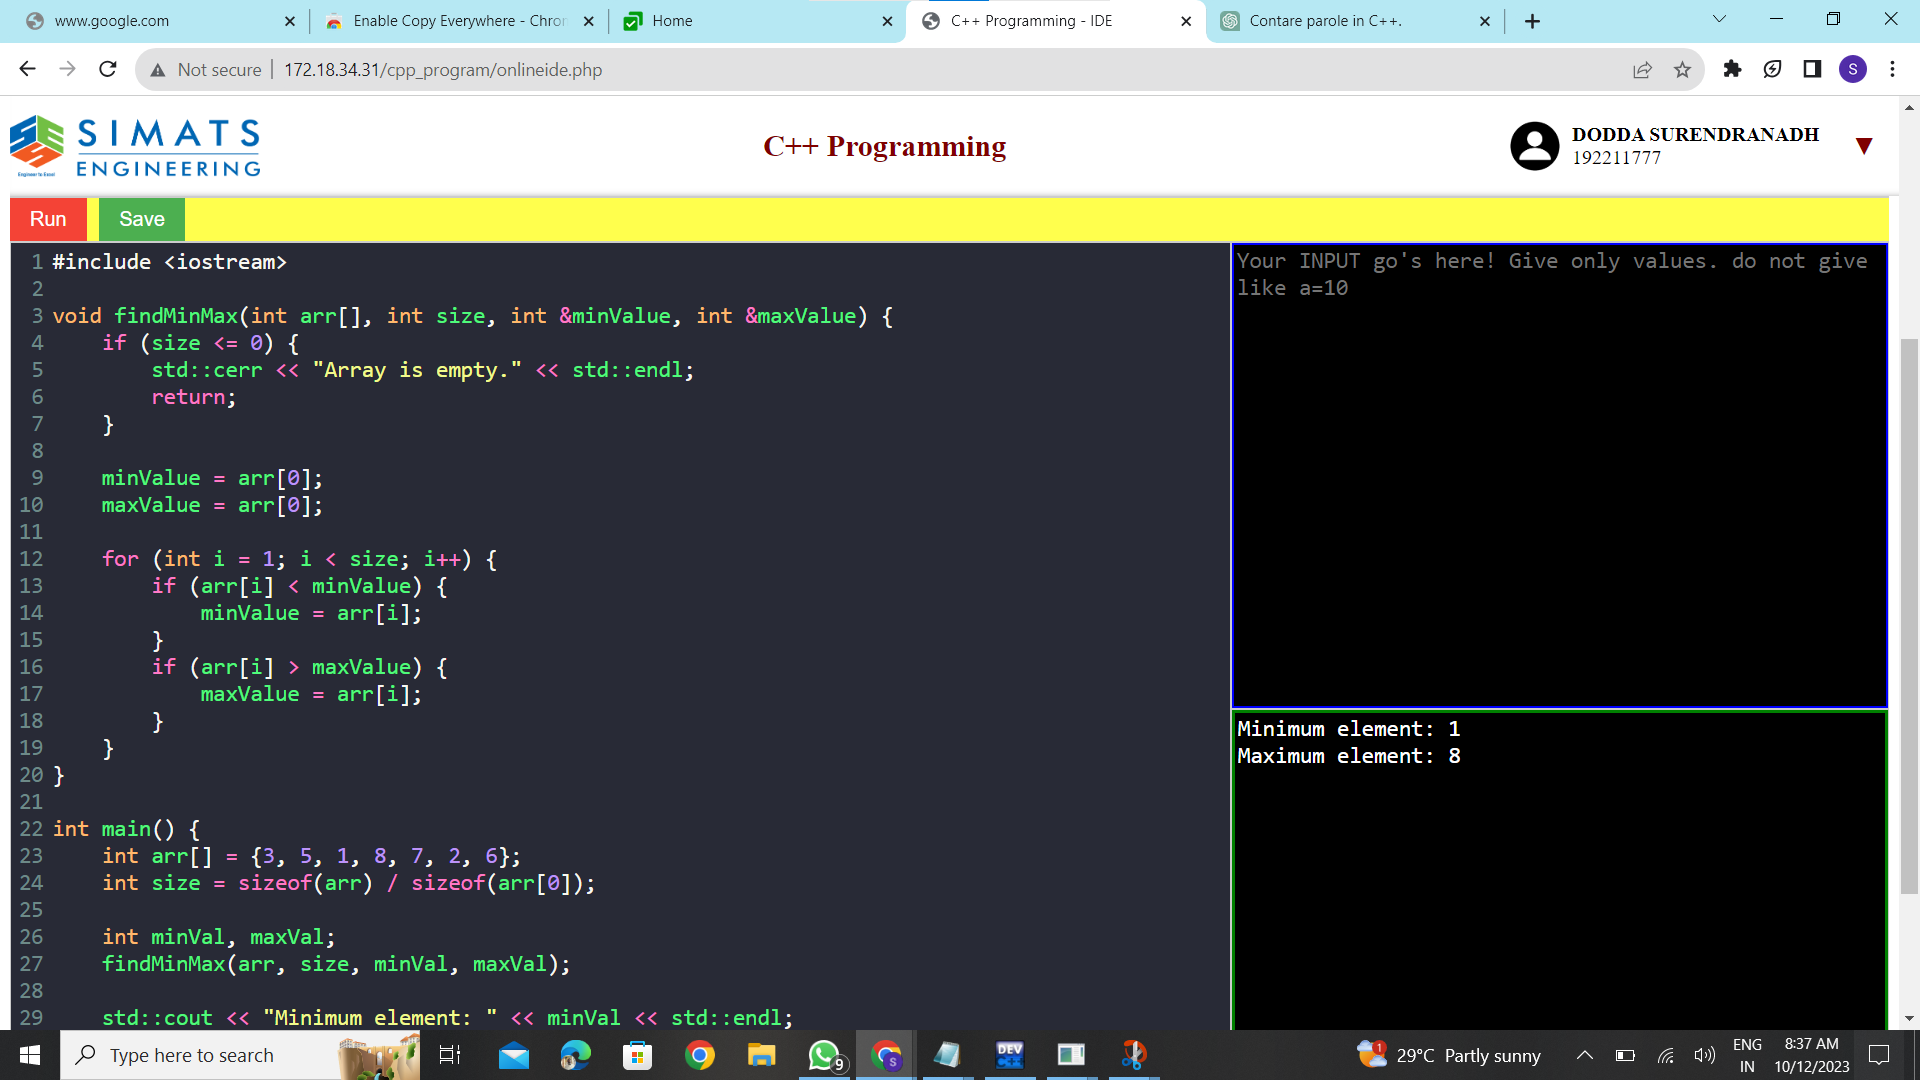 www.google.com
Enable Copy Everywhere - Chron
Home
C++ Programming - IDE
Contare parole in C++.
Not secure
172.18.34.31/cpp_program/onlineide.php
S
SIMATS
ENGINEERING
Engineer to Excel
C++ Programming
DODDA SURENDRANADH
192211777
Run
Save
1 #include <iostream>
2
3 void findMinMax(int arr[], int size, int &minValue, int &maxValue) {
4     if (size <= 0) {
5         std::cerr << "Array is empty." << std::endl;
6         return;
7     }
8
9     minValue = arr[0];
10     maxValue = arr[0];
11
12     for (int i = 1; i < size; i++) {
13         if (arr[i] < minValue) {
14             minValue = arr[i];
15         }
16         if (arr[i] > maxValue) {
17             maxValue = arr[i];
18         }
19     }
20 }
21
22 int main() {
23     int arr[] = {3, 5, 1, 8, 7, 2, 6};
24     int size = sizeof(arr) / sizeof(arr[0]);
25
26     int minVal, maxVal;
27     findMinMax(arr, size, minVal, maxVal);
28
29     std::cout << "Minimum element: " << minVal << std::endl;
Your INPUT go's here! Give only values. do not give
like a=10
Minimum element: 1
Maximum element: 8
Type here to search
9
S
DEV
C++
1
29°C Partly sunny
ENG
IN
8:37 AM
10/12/2023